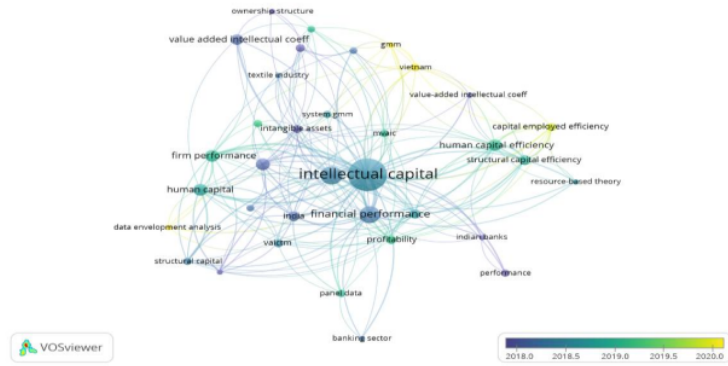 ownership structure
value added intellectual coeff
gmm
vietnam
textile industry
value-added intellectual coeff
system gmm
capital employed efficiency
intangible assets
mvaic
human capital efficiency
firm performance
structural capital efficiency
intellectual capital
resource-based theory
human capital
india
financial performance
data envelopment analysis
indian banks
profitability
structural capital
performance
panel data
banking sector
VOSviewer
2018.0 2018.5 2019.0 2019.5 2020.0